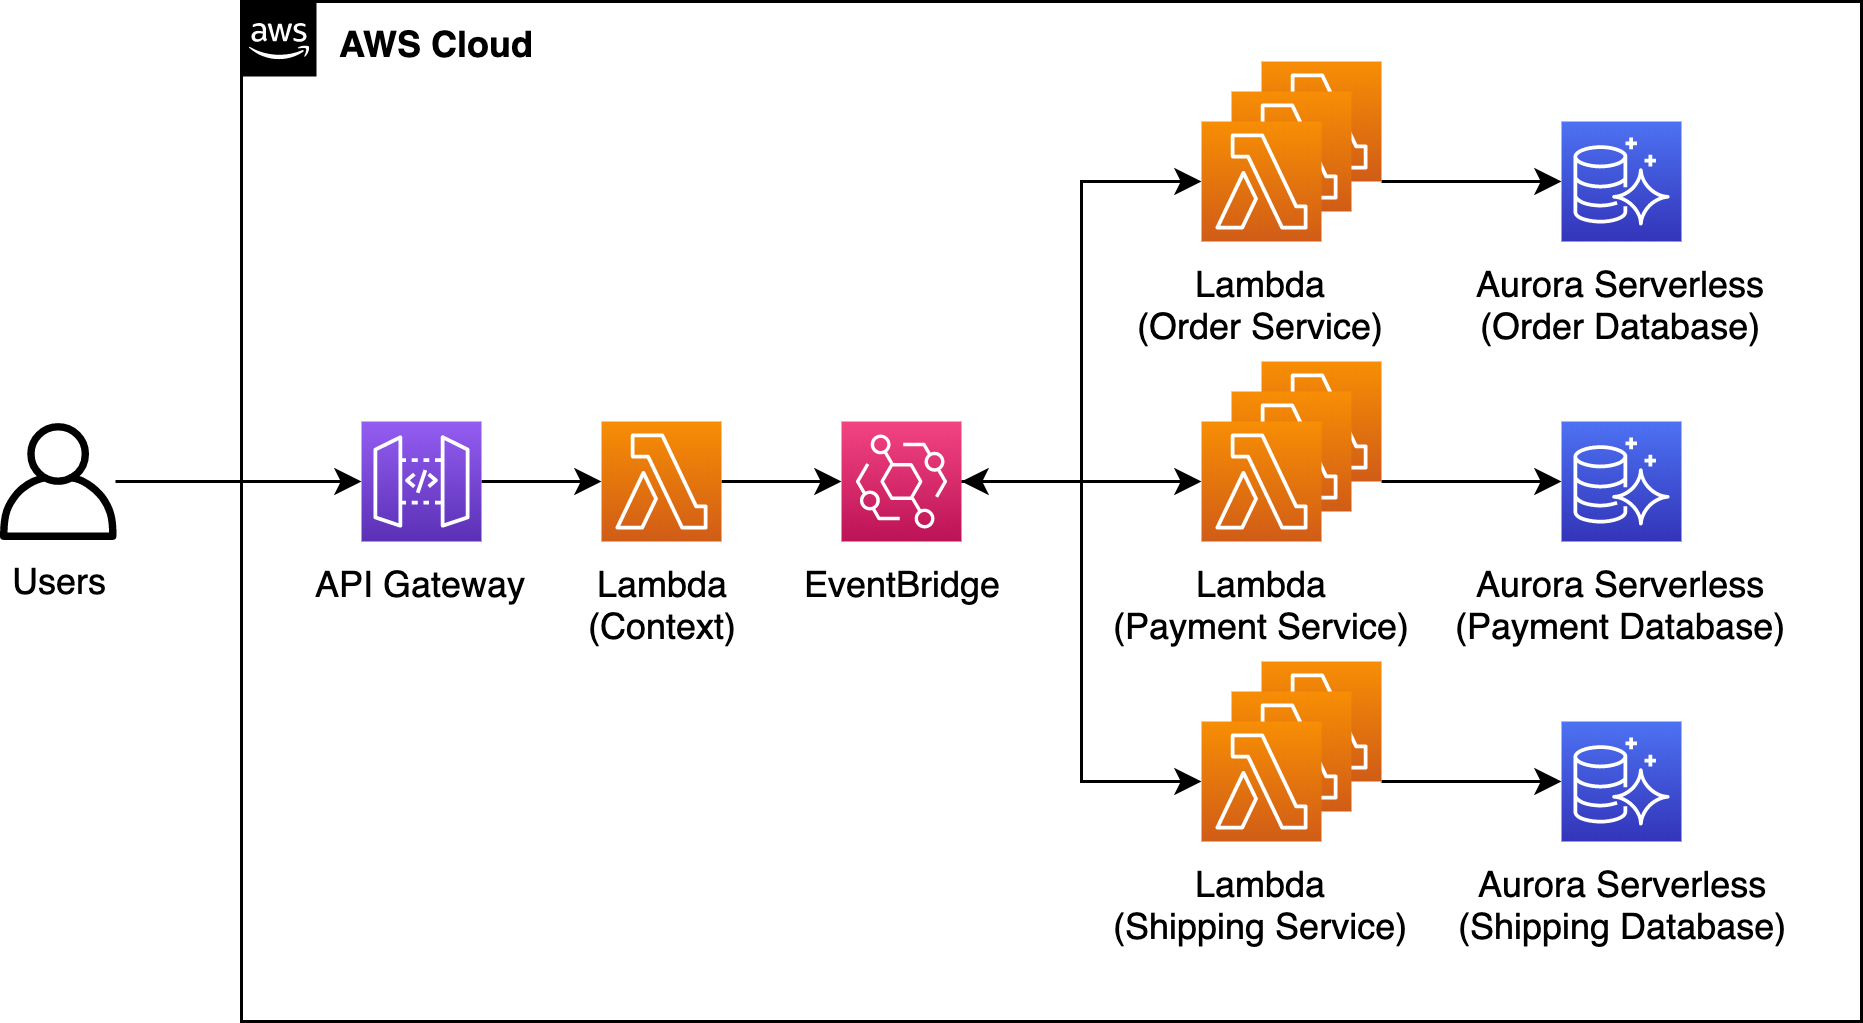 aws
AWS Cloud
Lambda
(Order Service)
Aurora Serverless
(Order Database)
Users
API Gateway
</>
Lambda
(Context)
EventBridge
Lambda
(Payment Service)
Aurora Serverless
(Payment Database)
Lambda
(Shipping Service)
Aurora Serverless
(Shipping Database)